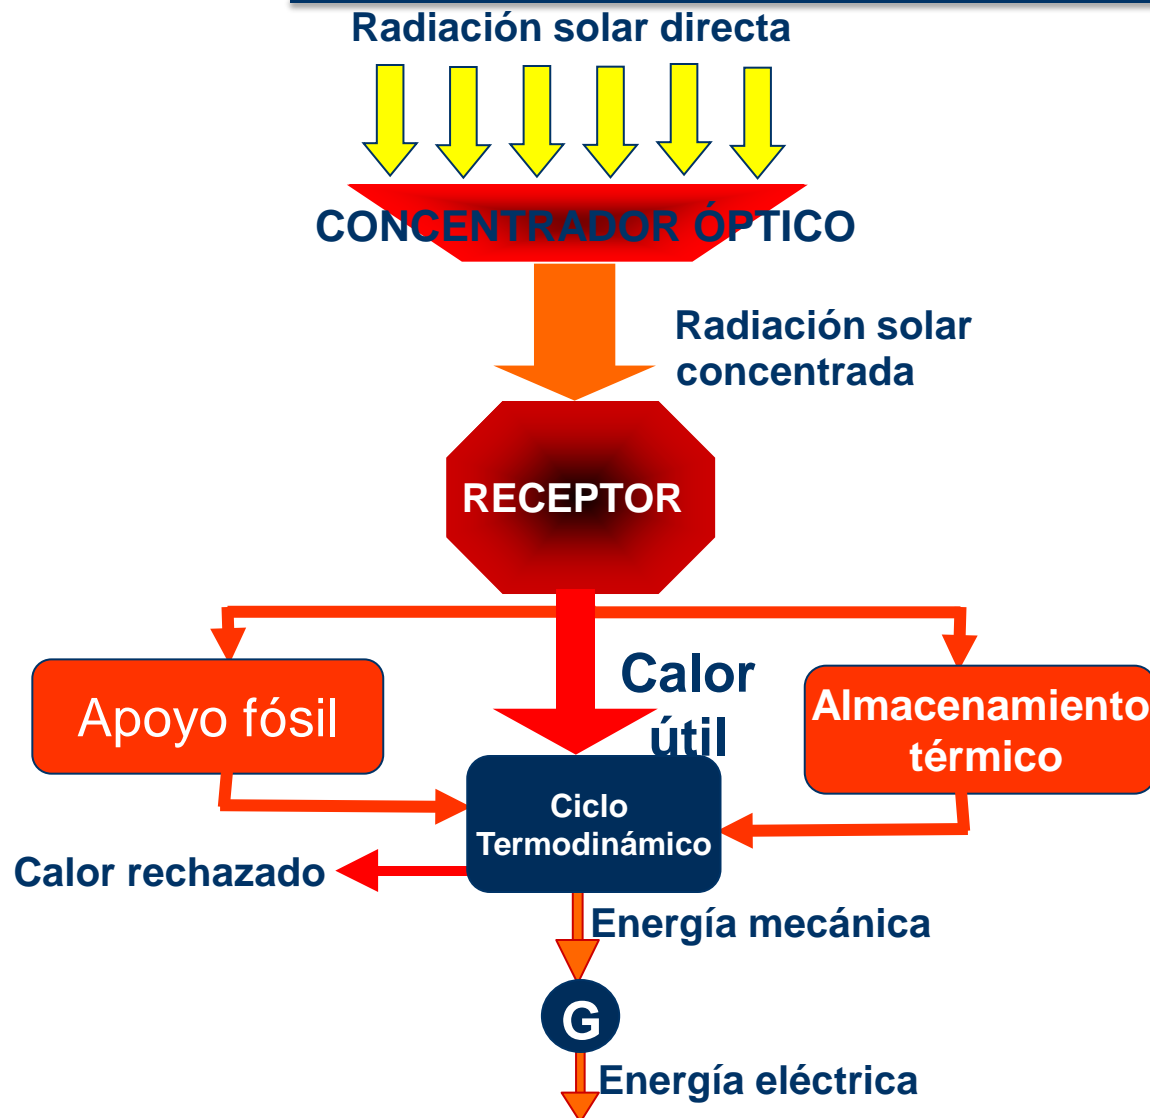 Radiación solar directa
CONCENTRADOR ÓPTICO
Radiación solar
concentrada
RECEPTOR
Calor
útil
Apoyo fósil
Almacenamiento
térmico
Ciclo
Termodinámico
Calor rechazado
Energía mecánica
G
Energía eléctrica